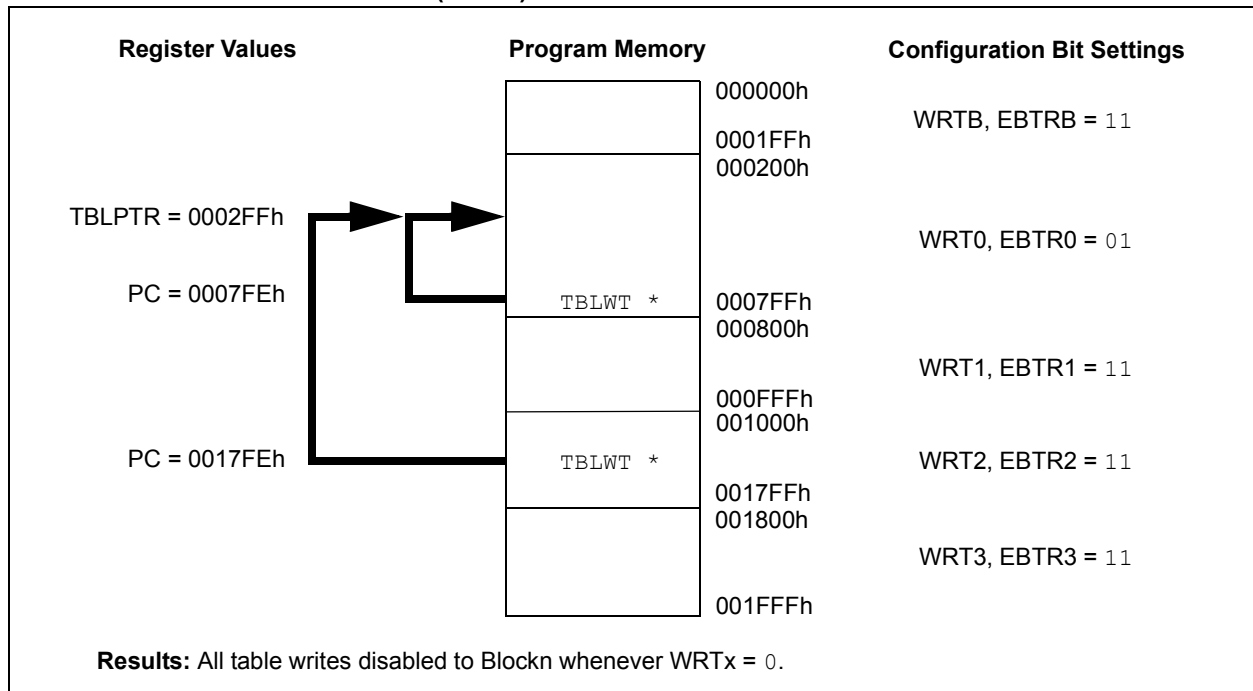 Register Values Program Memory Configuration Bit Settings
000000h
WRTB, EBTRB = 11
0001FFh
000200h
TBLPTR = 0002FFh
WRT0, EBTR0 = 01
PC = 0007FEh TBLWT * 0007FFh
000800h
WRT1, EBTR1 = 11
000FFFh
001000h
PC = 0017FEh TBLWT * WRT2, EBTR2 = 11
0017FFh
001800h
WRT3, EBTR3 = 11
001FFFh
Results: All table writes disabled to Blockn whenever WRTx = 0.